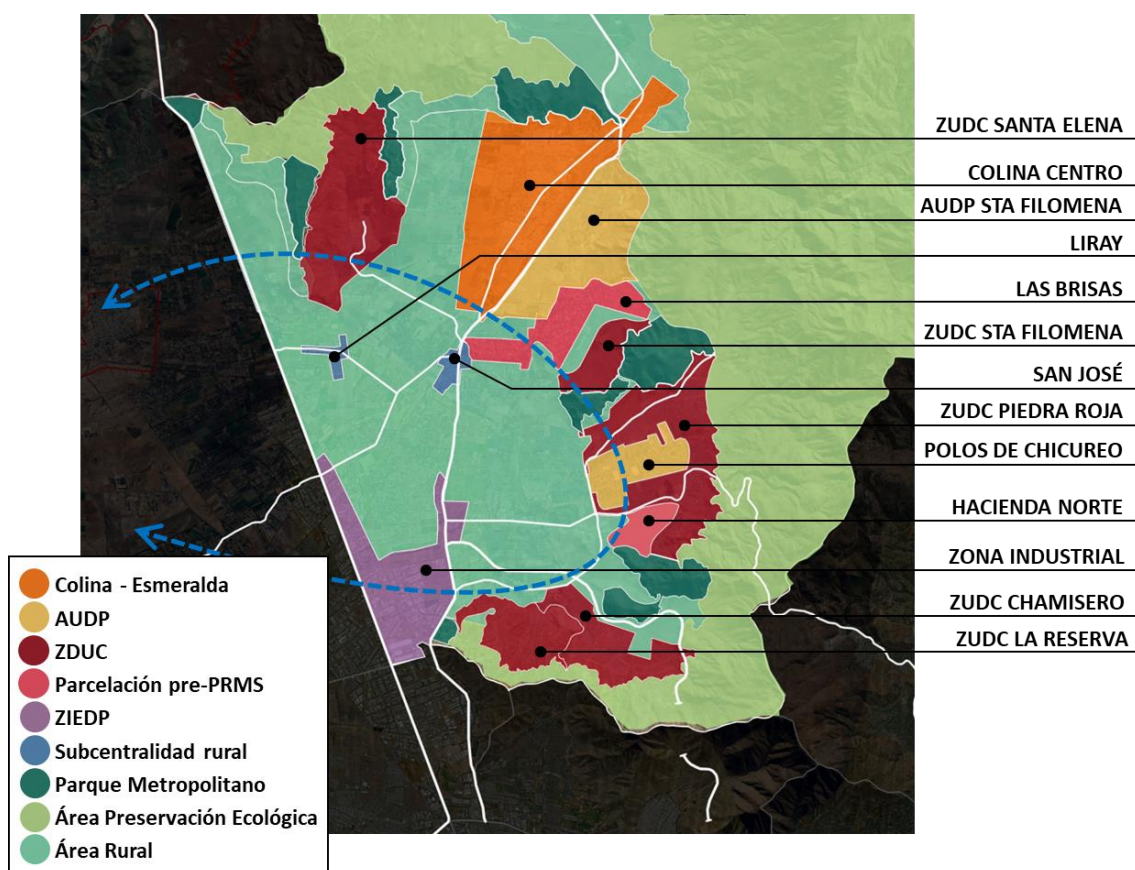 ZUDC SANTA ELENA
COLINA CENTRO
AUDP STA FILOMENA
LIRAY
LAS BRISAS
ZUDC STA FILOMENA
SAN JOSÉ
ZUDC PIEDRA ROJA
POLOS DE CHICUREO
HACIENDA NORTE
ZONA INDUSTRIAL
ZUDC CHAMISERO
ZUDC LA RESERVA
Colina - Esmeralda
AUDP
ZDUC
Parcelación pre-PRMS
ZIEDP
Subcentralidad rural
Parque Metropolitano
Área Preservación Ecológica
Área Rural